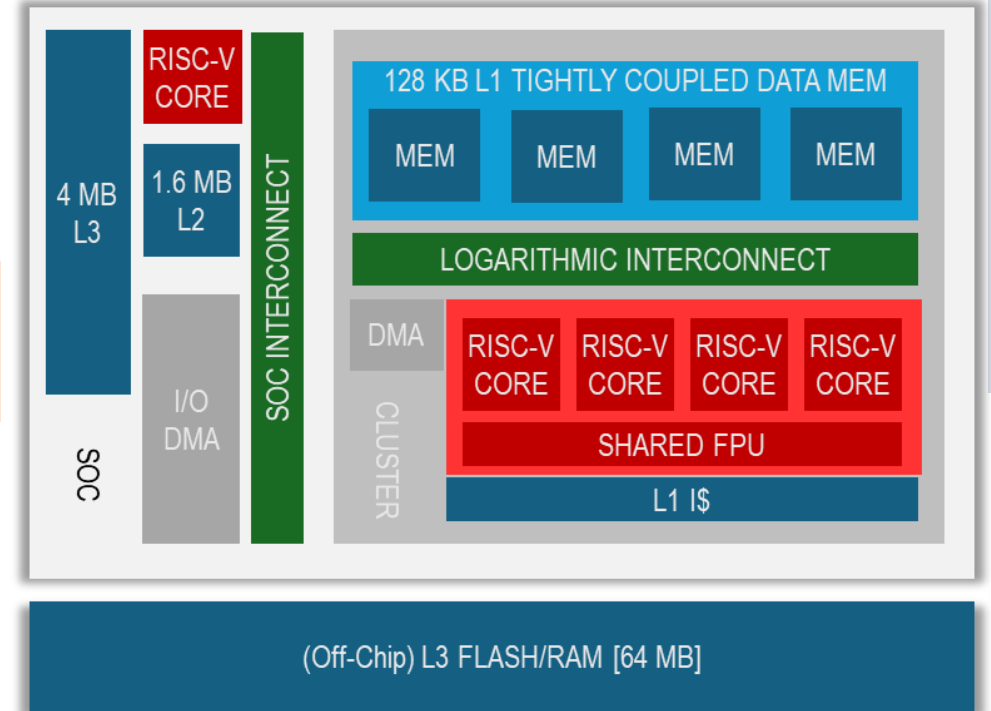 4 MB
L3
RISC-V
CORE
1.6 MB
L2
I/O
DMA
SOC
SOC INTERCONNECT
128 KB L1 TIGHTLY COUPLED DATA MEM
MEM MEM MEM MEM
LOGARITHMIC INTERCONNECT
DMA
CLUSTER
RISC-V RISC-V RISC-V RISC-V
CORE CORE CORE CORE
SHARED FPU
L1 I$
(Off-Chip) L3 FLASH/RAM [64 MB]